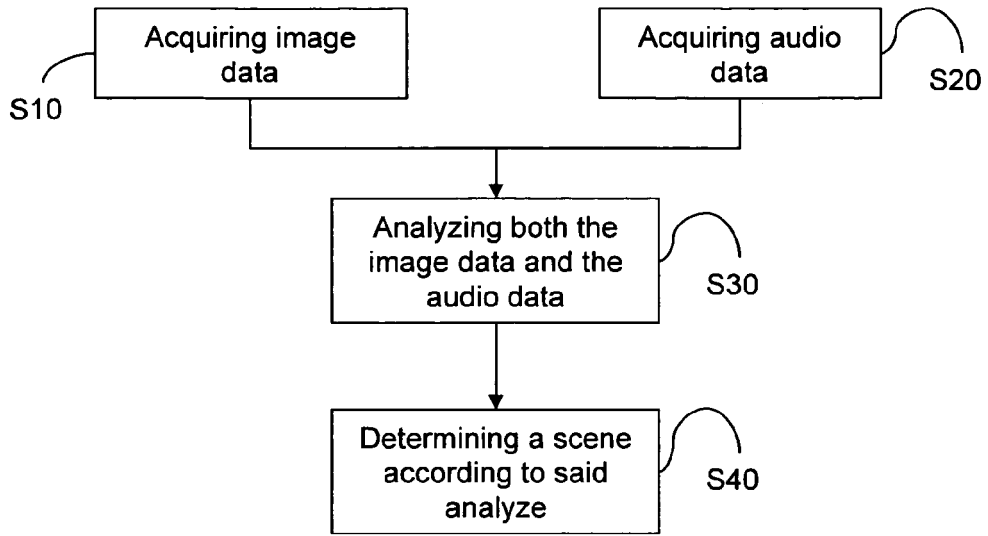 Acquiring image
data
S10
Acquiring audio
data
S20
Analyzing both the
image data and the
audio data
S30
Determining a scene
according to said
analyze
S40